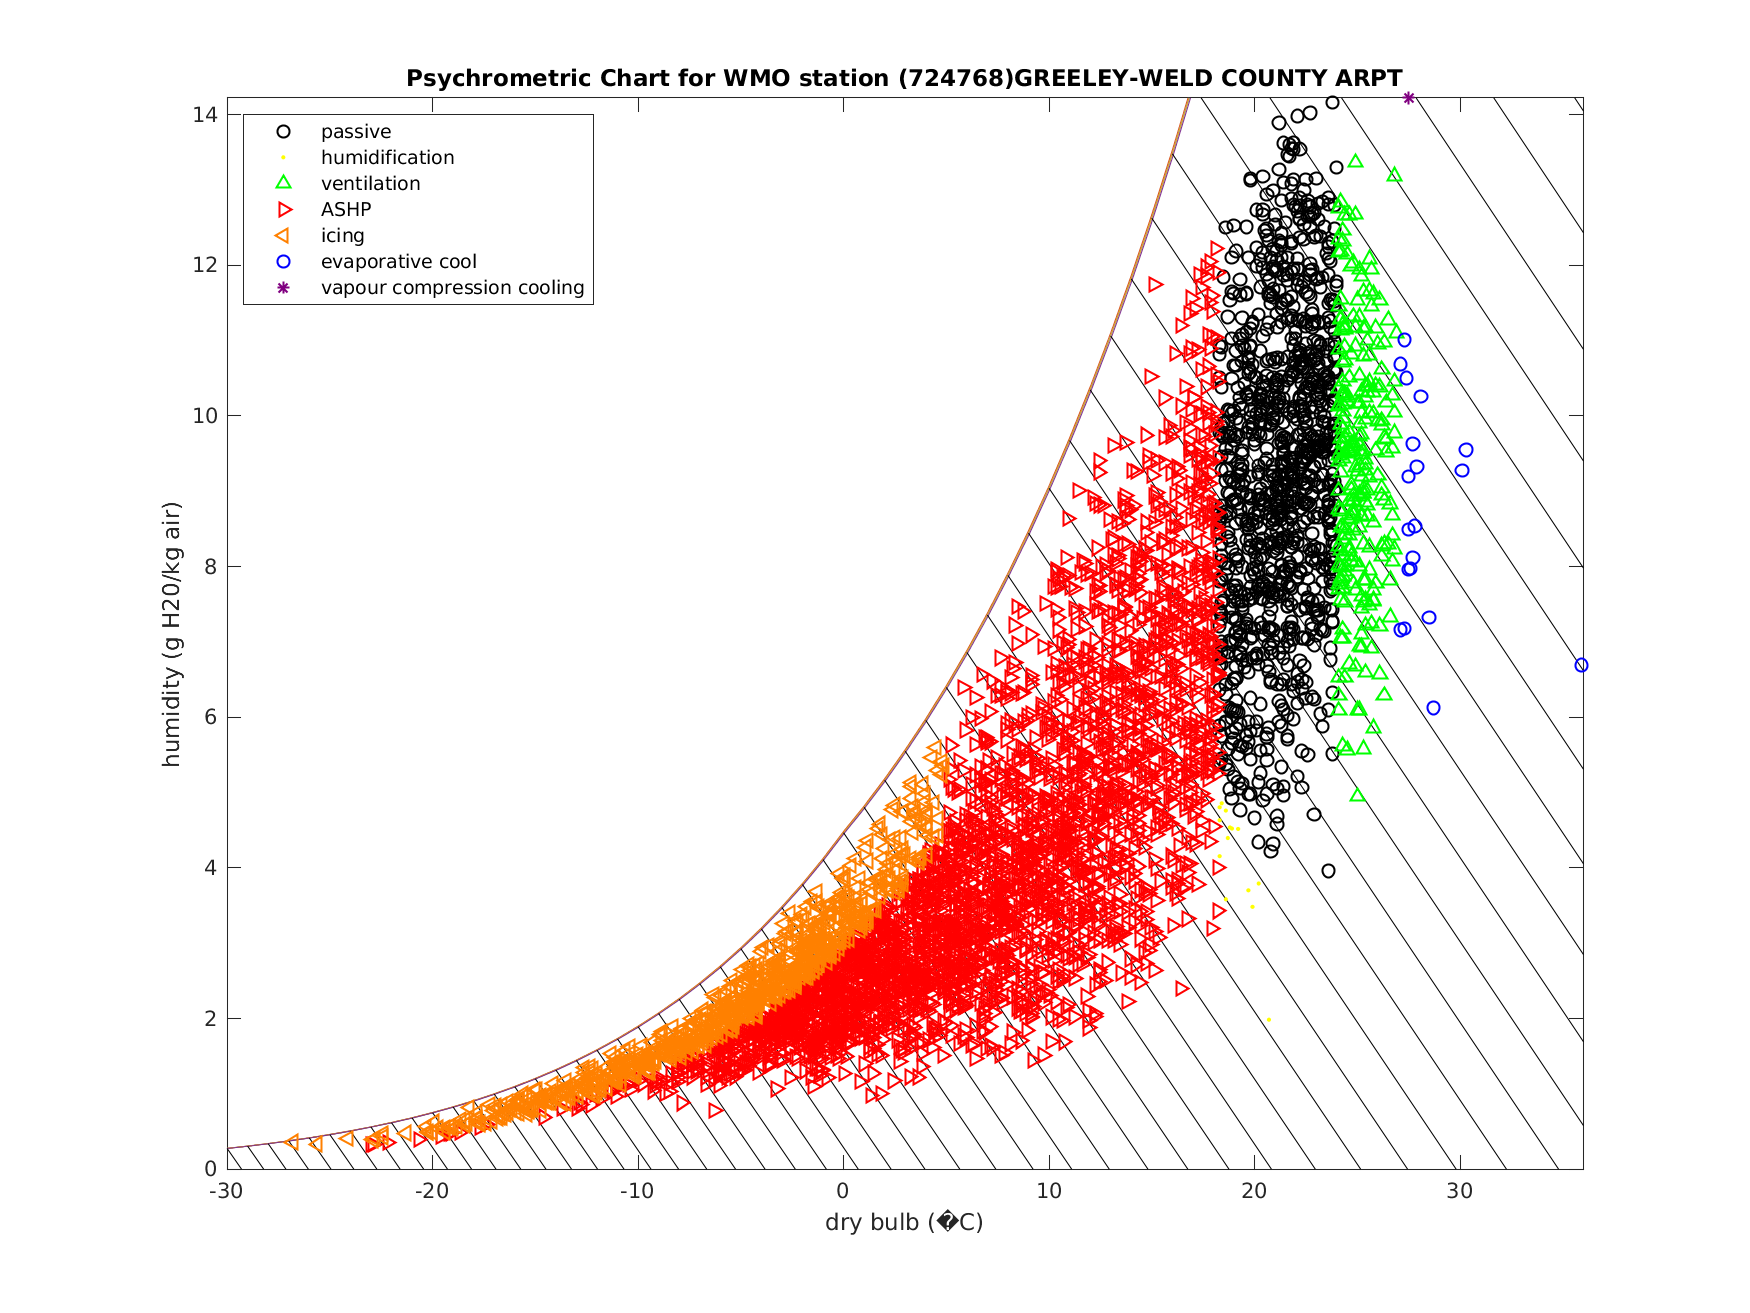 Psychrometric Chart for WMO station (724768)GREELEY-WELD COUNTY ARPT
14
12
10
8
6
4
2
0
humidity (g H20/kg air)
passive
humidification
ventilation
ASHP
icing
evaporative cool
vapour compression cooling
-30 -20 -10 0 10 20 30
dry bulb (�C)